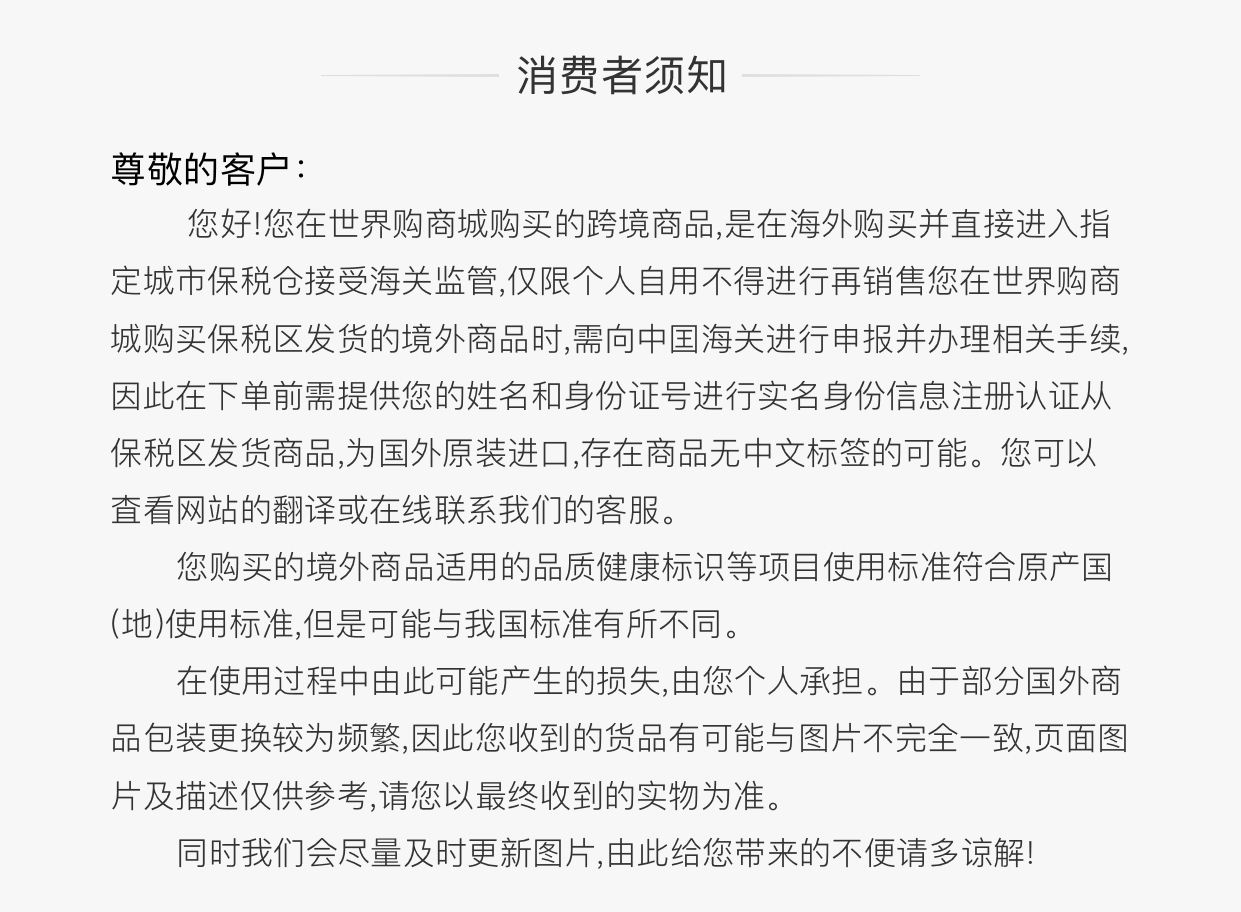 消费者须知
尊敬的客户：
您好!您在世界购商城购买的跨境商品,是在海外购买并直接进入指
定城市保税仓接受海关监管,仅限个人自用不得进行再销售您在世界购商
城购买保税区发货的境外商品时,需向中国海关进行申报并办理相关手续,
因此在下单前需提供您的姓名和身份证号进行实名身份信息注册认证从
保税区发货商品,为国外原装进口,存在商品无中文标签的可能。您可以
查看网站的翻译或在线联系我们的客服。
您购买的境外商品适用的品质健康标识等项目使用标准符合原产国
(地)使用标准,但是可能与我国标准有所不同。
在使用过程中由此可能产生的损失,由您个人承担。由于部分国外商
品包装更换较为频繁,因此您收到的货品有可能与图片不完全一致,页面图
片及描述仅供参考,请您以最终收到的实物为准。
同时我们会尽量及时更新图片,由此给您带来的不便请多谅解!